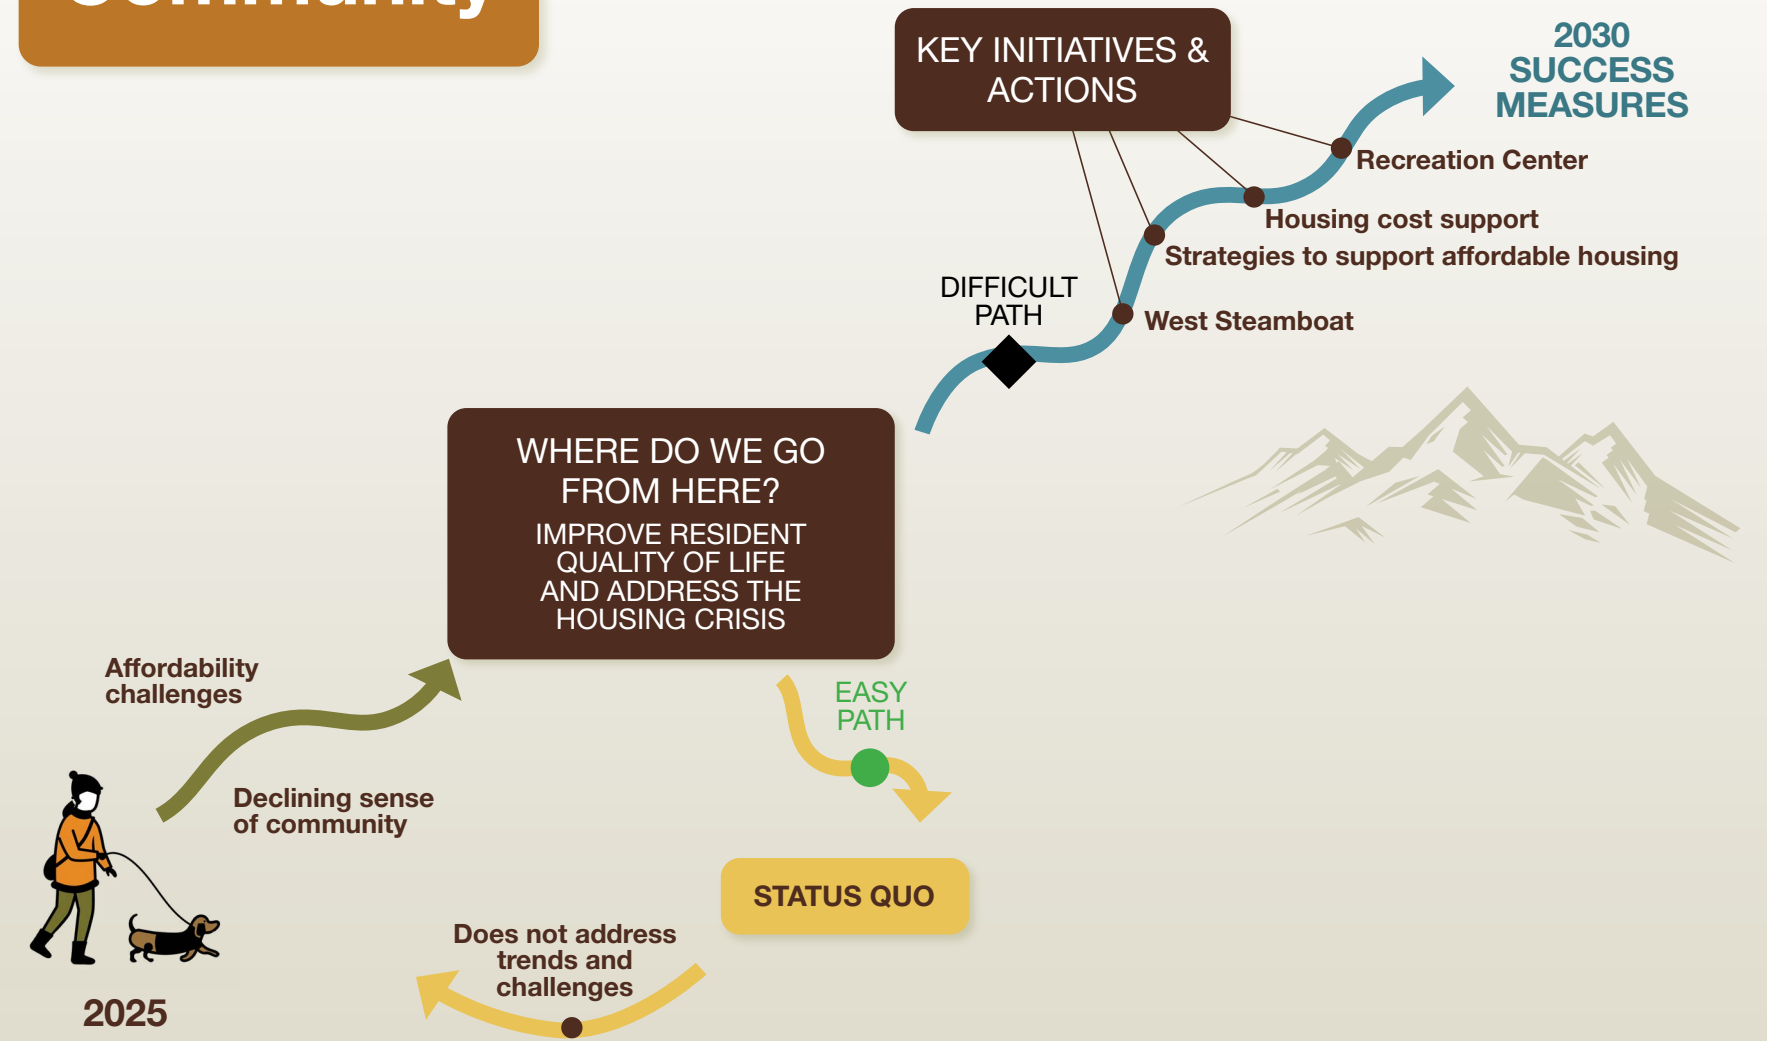 Community
KEY INITIATIVES &
ACTIONS
2030
SUCCESS
MEASURES
Recreation Center
Housing cost support
Strategies to support affordable housing
West Steamboat
DIFFICULT
PATH
WHERE DO WE GO
FROM HERE?
IMPROVE RESIDENT
QUALITY OF LIFE
AND ADDRESS THE
HOUSING CRISIS
Affordability
challenges
Declining sense
of community
EASY
PATH
STATUS QUO
Does not address
trends and
challenges
2025